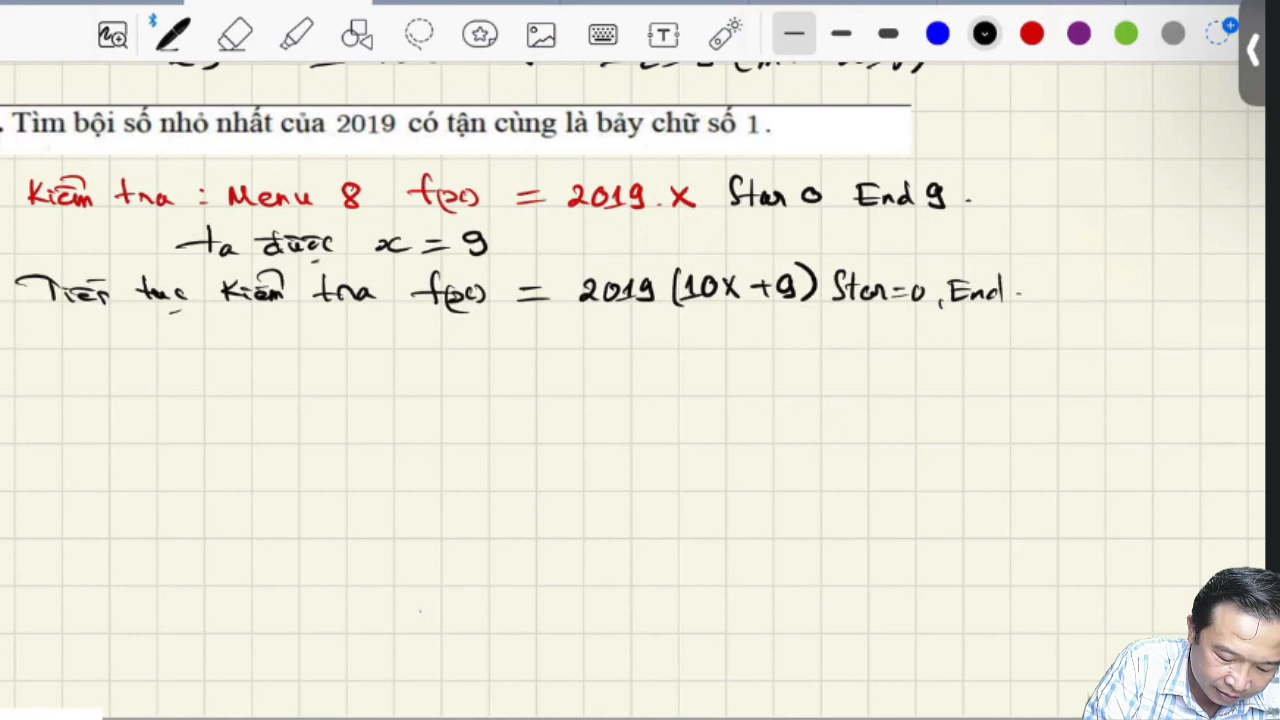 . Tìm bội số nhỏ nhất của 2019 có tận cùng là bảy chữ số 1.
Kiểm tra : Menu 8 f(x) = 2019.X Star 0 End 9.
Ta được x = 9
Tiếp tục kiểm tra f(x) = 2019 (10X+9) Star=0, End